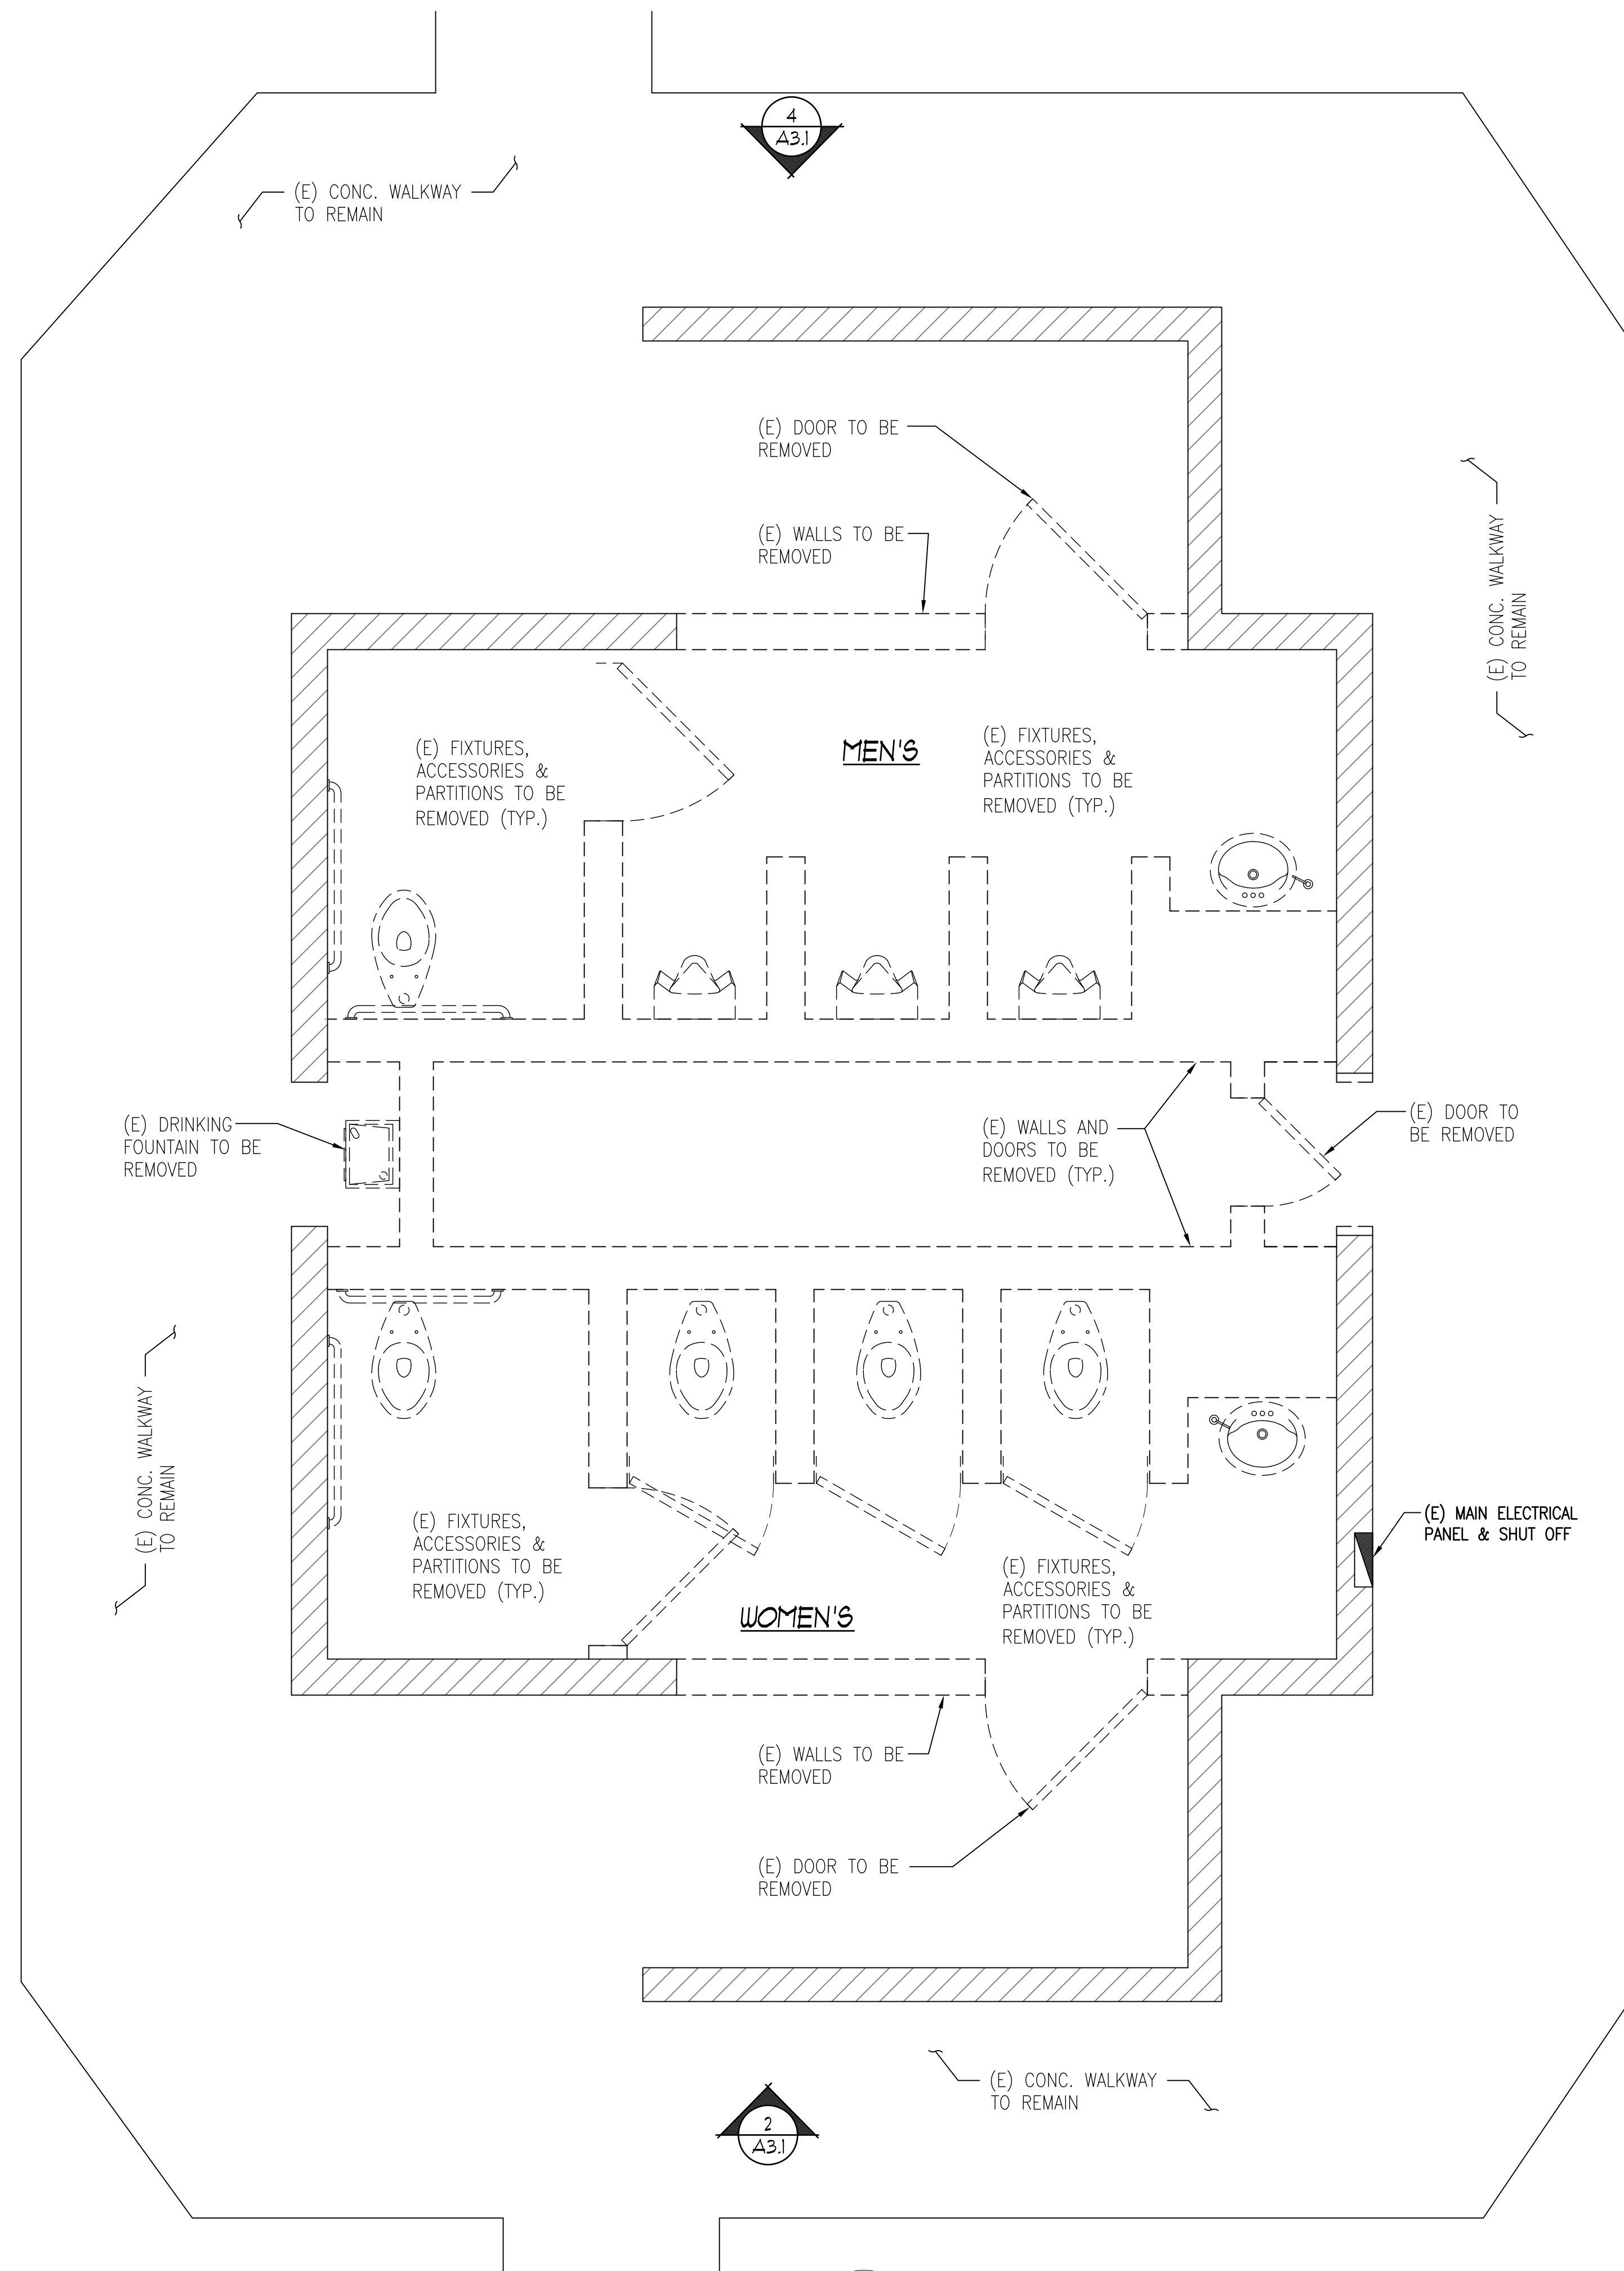 4
A3.1
(E) CONC. WALKWAY
TO REMAIN
(E) DOOR TO BE
REMOVED
(E) WALLS TO BE
REMOVED
(E) CONC. WALKWAY
TO REMAIN
(E) FIXTURES,
ACCESSORIES &
PARTITIONS TO BE
REMOVED (TYP.)
MEN'S
(E) FIXTURES,
ACCESSORIES &
PARTITIONS TO BE
REMOVED (TYP.)
(E) DRINKING
FOUNTAIN TO BE
REMOVED
(E) WALLS AND
DOORS TO BE
REMOVED (TYP.)
(E) DOOR TO
BE REMOVED
(E) CONC. WALKWAY
TO REMAIN
(E) FIXTURES,
ACCESSORIES &
PARTITIONS TO BE
REMOVED (TYP.)
WOMEN'S
(E) FIXTURES,
ACCESSORIES &
PARTITIONS TO BE
REMOVED (TYP.)
(E) MAIN ELECTRICAL
PANEL & SHUT OFF
(E) WALLS TO BE
REMOVED
(E) DOOR TO BE
REMOVED
(E) CONC. WALKWAY
TO REMAIN
2
A3.1